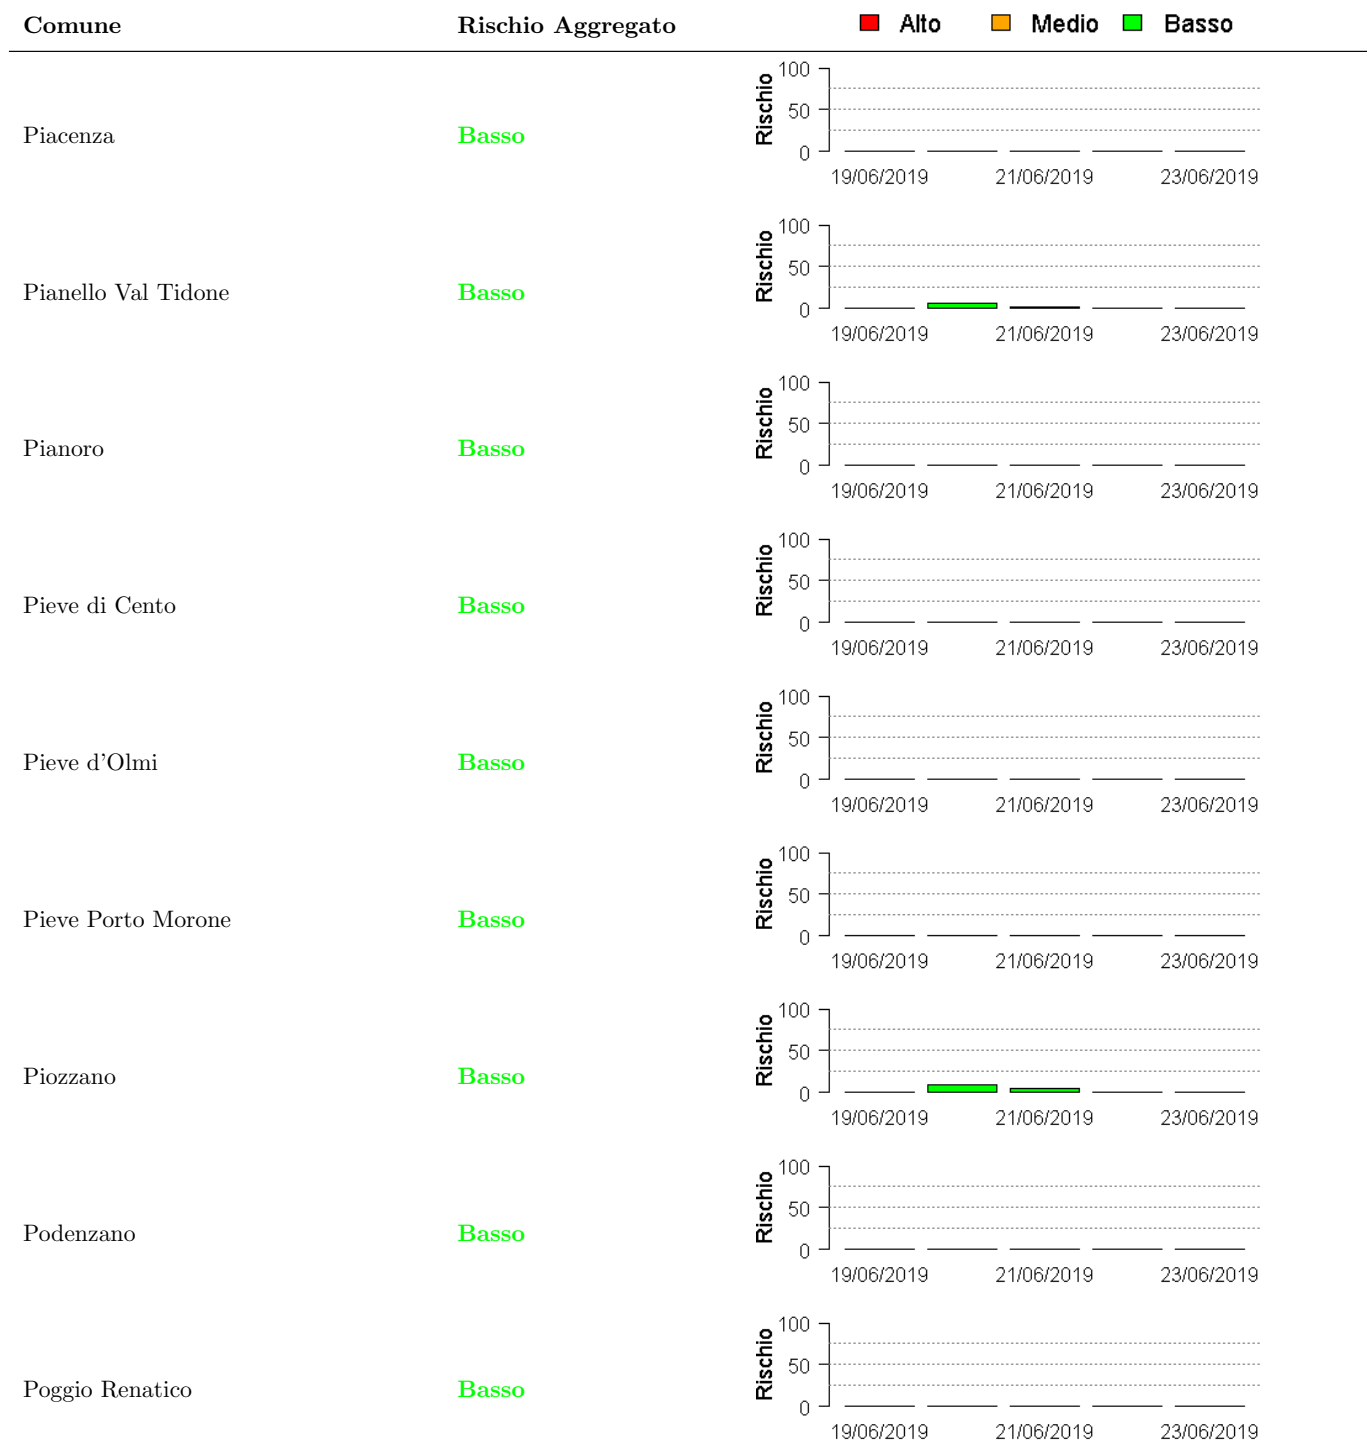 Comune Rischio Aggregato Alto Medio Basso
Piacenza Basso Rischio 100 50 0
19/06/2019 21/06/2019 23/06/2019
Pianello Val Tidone Basso Rischio 100 50 0
19/06/2019 21/06/2019 23/06/2019
Pianoro Basso Rischio 100 50 0
19/06/2019 21/06/2019 23/06/2019
Pieve di Cento Basso Rischio 100 50 0
19/06/2019 21/06/2019 23/06/2019
Pieve d'Olmi Basso Rischio 100 50 0
19/06/2019 21/06/2019 23/06/2019
Pieve Porto Morone Basso Rischio 100 50 0
19/06/2019 21/06/2019 23/06/2019
Piozzano Basso Rischio 100 50 0
19/06/2019 21/06/2019 23/06/2019
Podenzano Basso Rischio 100 50 0
19/06/2019 21/06/2019 23/06/2019
Poggio Renatico Basso Rischio 100 50 0
19/06/2019 21/06/2019 23/06/2019